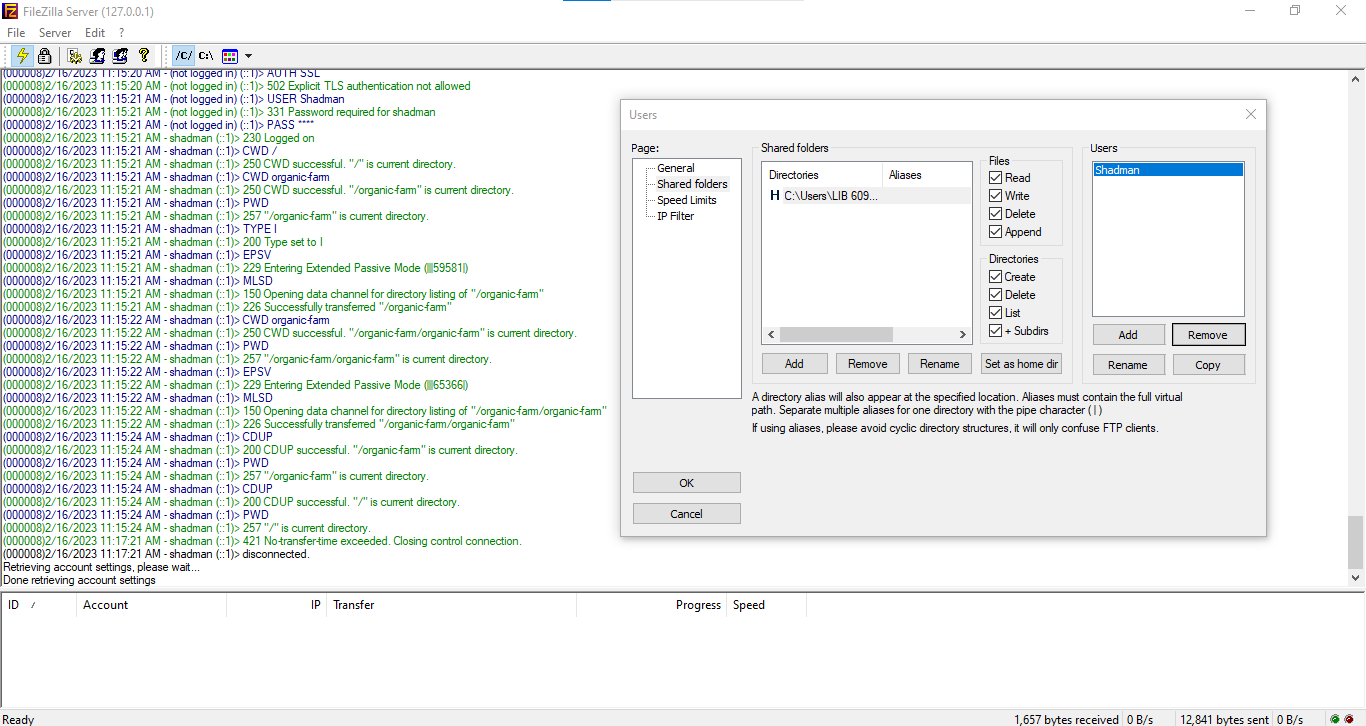 FileZilla Server (127.0.0.1)
File Server Edit ?
/C/ C:\
(000008)2/16/2023 11:15:20 AM - (not logged in) (::1)> AUTH SSL
(000008)2/16/2023 11:15:20 AM - (not logged in) (::1)> 502 Explicit TLS authentication not allowed
(000008)2/16/2023 11:15:21 AM - (not logged in) (::1)> USER Shadman
(000008)2/16/2023 11:15:21 AM - (not logged in) (::1)> 331 Password required for shadman
(000008)2/16/2023 11:15:21 AM - (not logged in) (::1)> PASS ****
(000008)2/16/2023 11:15:21 AM - shadman (::1)> 230 Logged on
(000008)2/16/2023 11:15:21 AM - shadman (::1)> CWD /
(000008)2/16/2023 11:15:21 AM - shadman (::1)> 250 CWD successful. "/" is current directory.
(000008)2/16/2023 11:15:21 AM - shadman (::1)> CWD organic-farm
(000008)2/16/2023 11:15:21 AM - shadman (::1)> 250 CWD successful. "/organic-farm" is current directory.
(000008)2/16/2023 11:15:21 AM - shadman (::1)> PWD
(000008)2/16/2023 11:15:21 AM - shadman (::1)> 257 "/organic-farm" is current directory.
(000008)2/16/2023 11:15:21 AM - shadman (::1)> TYPE I
(000008)2/16/2023 11:15:21 AM - shadman (::1)> 200 Type set to I
(000008)2/16/2023 11:15:21 AM - shadman (::1)> EPSV
(000008)2/16/2023 11:15:21 AM - shadman (::1)> 229 Entering Extended Passive Mode (|||59581|)
(000008)2/16/2023 11:15:21 AM - shadman (::1)> MLSD
(000008)2/16/2023 11:15:21 AM - shadman (::1)> 150 Opening data channel for directory listing of "/organic-farm"
(000008)2/16/2023 11:15:22 AM - shadman (::1)> 226 Successfully transferred "/organic-farm"
(000008)2/16/2023 11:15:22 AM - shadman (::1)> CWD organic-farm
(000008)2/16/2023 11:15:22 AM - shadman (::1)> 250 CWD successful. "/organic-farm/organic-farm" is current directory.
(000008)2/16/2023 11:15:22 AM - shadman (::1)> PWD
(000008)2/16/2023 11:15:22 AM - shadman (::1)> 257 "/organic-farm/organic-farm" is current directory.
(000008)2/16/2023 11:15:22 AM - shadman (::1)> EPSV
(000008)2/16/2023 11:15:22 AM - shadman (::1)> 229 Entering Extended Passive Mode (|||65366|)
(000008)2/16/2023 11:15:22 AM - shadman (::1)> MLSD
(000008)2/16/2023 11:15:22 AM - shadman (::1)> 150 Opening data channel for directory listing of "/organic-farm/organic-farm"
(000008)2/16/2023 11:15:22 AM - shadman (::1)> 226 Successfully transferred "/organic-farm/organic-farm"
(000008)2/16/2023 11:15:24 AM - shadman (::1)> CDUP
(000008)2/16/2023 11:15:24 AM - shadman (::1)> 200 CDUP successful. "/organic-farm" is current directory.
(000008)2/16/2023 11:15:24 AM - shadman (::1)> PWD
(000008)2/16/2023 11:15:24 AM - shadman (::1)> 257 "/organic-farm" is current directory.
(000008)2/16/2023 11:15:24 AM - shadman (::1)> CDUP
(000008)2/16/2023 11:15:24 AM - shadman (::1)> 200 CDUP successful. "/" is current directory.
(000008)2/16/2023 11:15:24 AM - shadman (::1)> PWD
(000008)2/16/2023 11:15:24 AM - shadman (::1)> 257 "/" is current directory.
(000008)2/16/2023 11:17:21 AM - shadman (::1)> 421 No-transfer-time exceeded. Closing control connection.
(000008)2/16/2023 11:17:21 AM - shadman (::1)> disconnected.
Retrieving account settings, please wait...
Done retrieving account settings
Users
Page:
General
Shared folders
Speed Limits
IP Filter
OK
Cancel
Shared folders
Directories Aliases
H C:\Users\LIB 609...
Add Remove Rename Set as home dir
Files
Read
Write
Delete
Append
Directories
Create
Delete
List
+ Subdirs
Users
Shadman
Add Remove
Rename Copy
A directory alias will also appear at the specified location. Aliases must contain the full virtual
path. Separate multiple aliases for one directory with the pipe character ( | )
If using aliases, please avoid cyclic directory structures, it will only confuse FTP clients.
ID / Account IP Transfer Progress Speed
Ready 1,657 bytes received 0 B/s 12,841 bytes sent 0 B/s